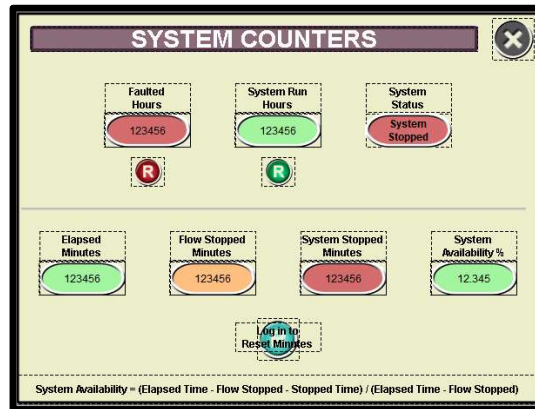 SYSTEM COUNTERS
X
Faulted
Hours
123456
R
System Run
Hours
123456
R
System
Status
System
Stopped
Elapsed
Minutes
123456
Flow Stopped
Minutes
123456
System Stopped
Minutes
123456
System
Availability %
12.345
Log in to
Reset Minutes
System Availability = (Elapsed Time - Flow Stopped - Stopped Time) / (Elapsed Time - Flow Stopped)